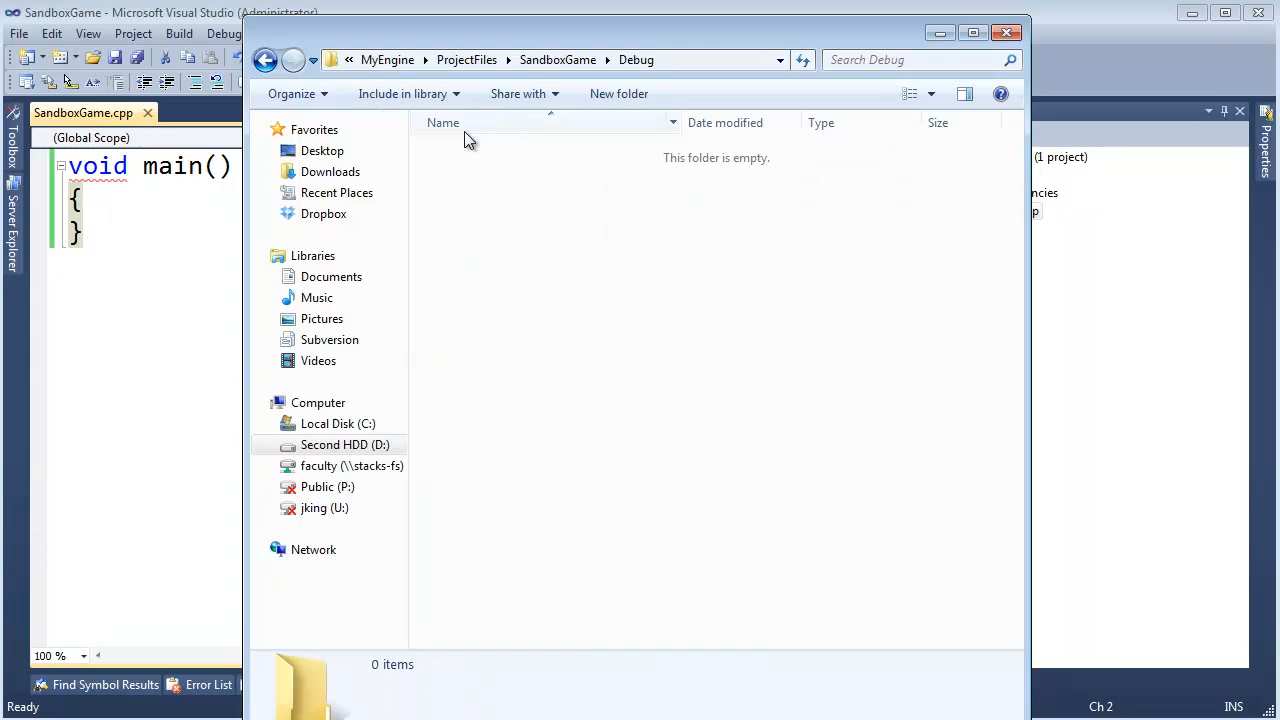 SandboxGame - Microsoft Visual Studio (Administrator)
File Edit View Project Build Debug
MyEngine ProjectFiles SandboxGame Debug
Search Debug
Organize Include in library Share with New folder
SandboxGame.cpp
(Global Scope)
void main()
{
}
Toolbox
Server Explorer
Favorites
Desktop
Downloads
Recent Places
Dropbox
Libraries
Documents
Music
Pictures
Subversion
Videos
Computer
Local Disk (C:)
Second HDD (D:)
faculty (\\stacks-fs)
Public (P:)
jking (U:)
Network
Name Date modified Type Size
This folder is empty.
0 items
(1 project)
Properties
100 %
Find Symbol Results Error List
Ready Ch 2 INS